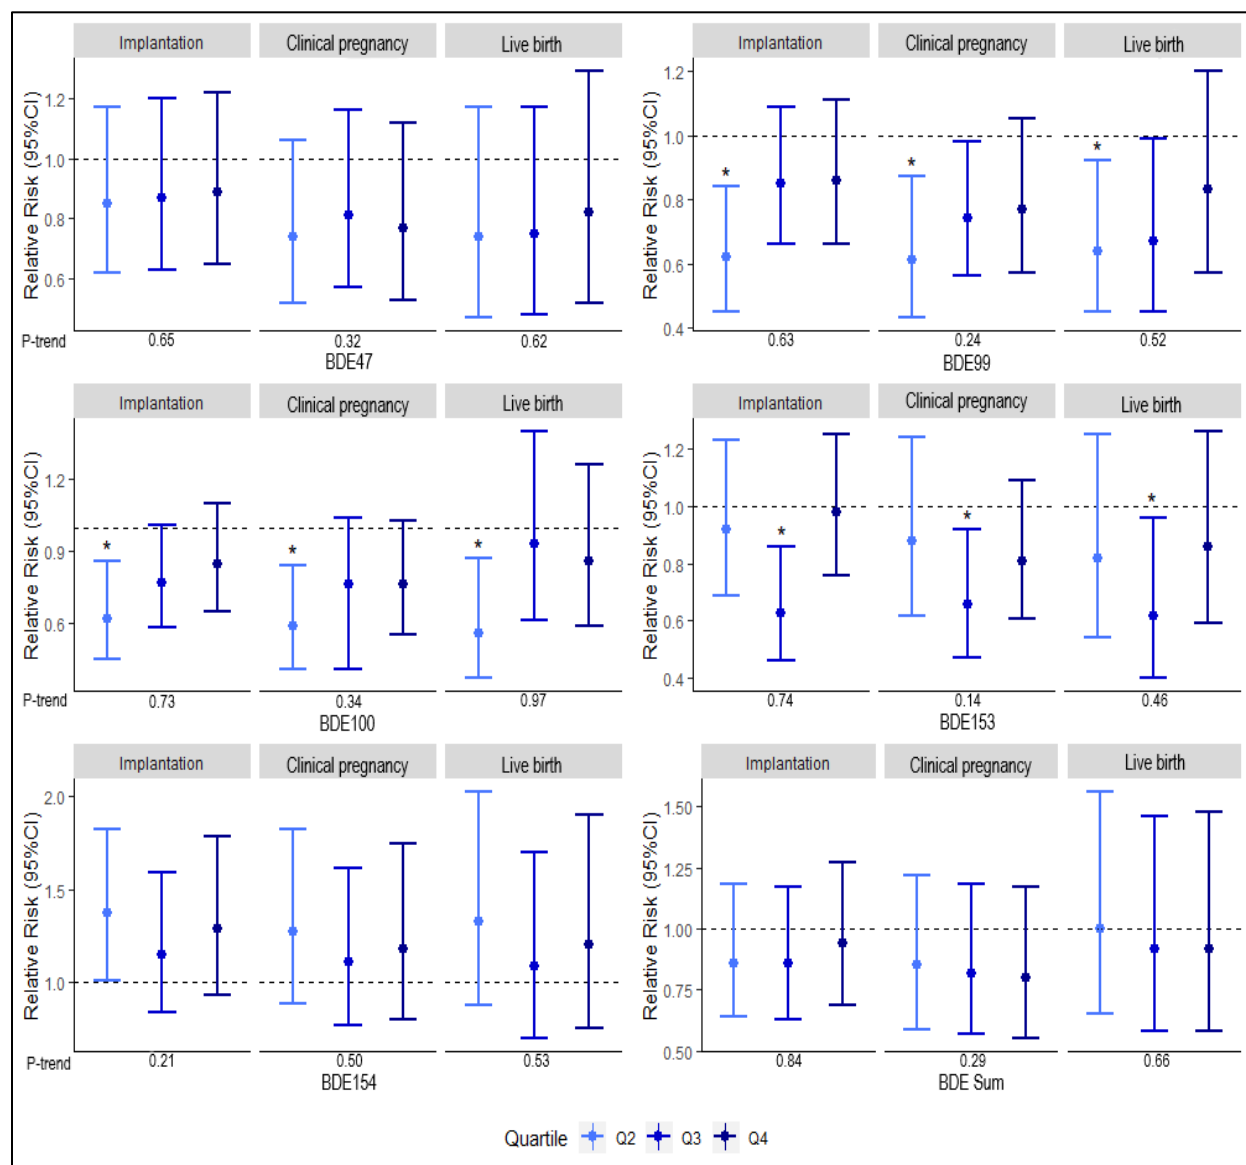 Implantation Clinical pregnancy Live birth
Relative Risk (95%CI)
1.2
1.0
0.8
0.6
P-trend 0.65 0.32 0.62
BDE47
Implantation Clinical pregnancy Live birth
Relative Risk (95%CI)
1.2
1.0
0.8
0.6
0.4
* * *
0.63 0.24 0.52
BDE99
Implantation Clinical pregnancy Live birth
Relative Risk (95%CI)
1.2
0.9
0.6
* * *
P-trend 0.73 0.34 0.97
BDE100
Implantation Clinical pregnancy Live birth
Relative Risk (95%CI)
1.2
1.0
0.8
0.6
0.4
* * *
0.74 0.14 0.46
BDE153
Implantation Clinical pregnancy Live birth
Relative Risk (95%CI)
2.0
1.5
1.0
P-trend 0.21 0.50 0.53
BDE154
Implantation Clinical pregnancy Live birth
Relative Risk (95%CI)
1.50
1.25
1.00
0.75
0.50
0.84 0.29 0.66
BDE Sum
Quartile Q2 Q3 Q4